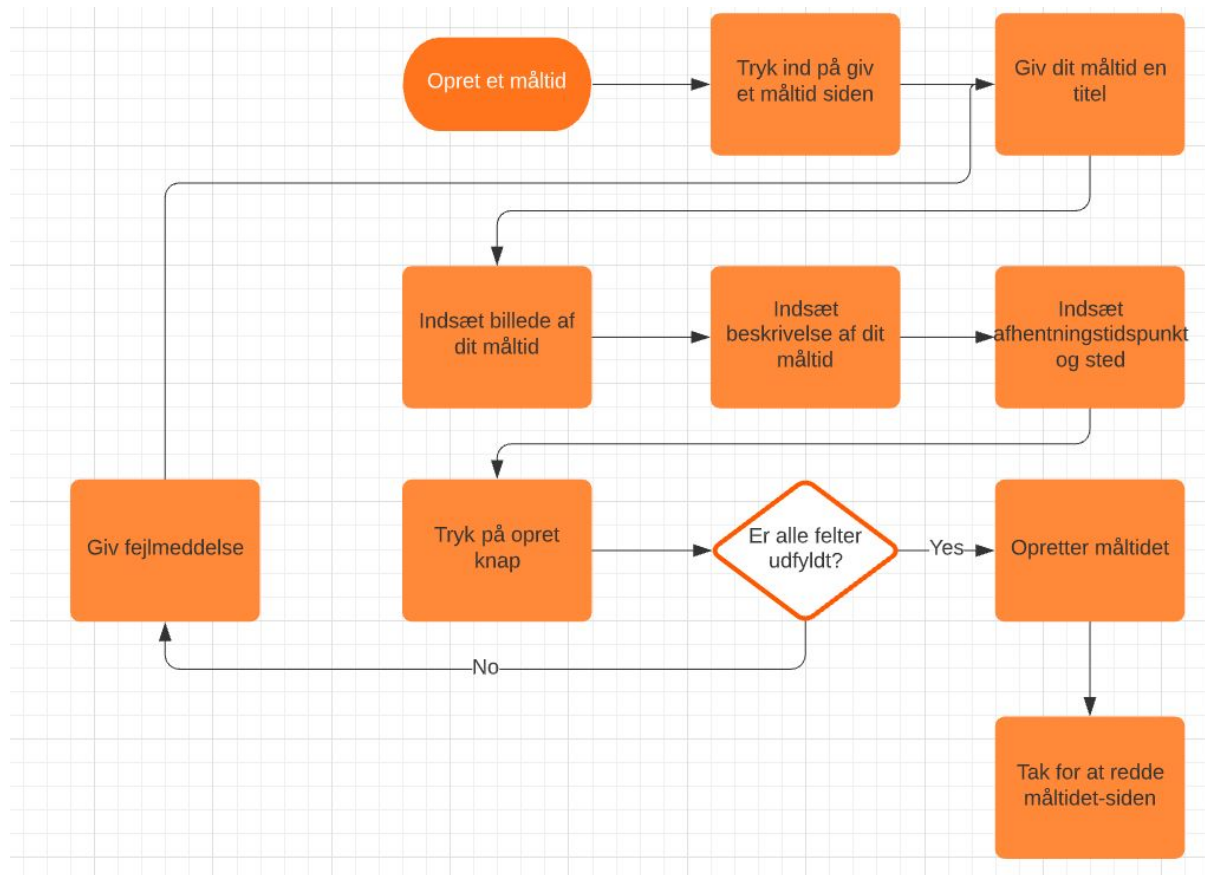 Opret et måltid
Tryk ind på giv
et måltid siden
Giv dit måltid en
titel
Indsæt billede af
dit måltid
Indsæt
beskrivelse af dit
måltid
Indsæt
afhentningstidspunkt
og sted
Giv fejlmeddelse
Tryk på opret
knap
Er alle felter
udfyldt?
Yes
Opretter måltidet
No
Tak for at redde
måltidet-siden